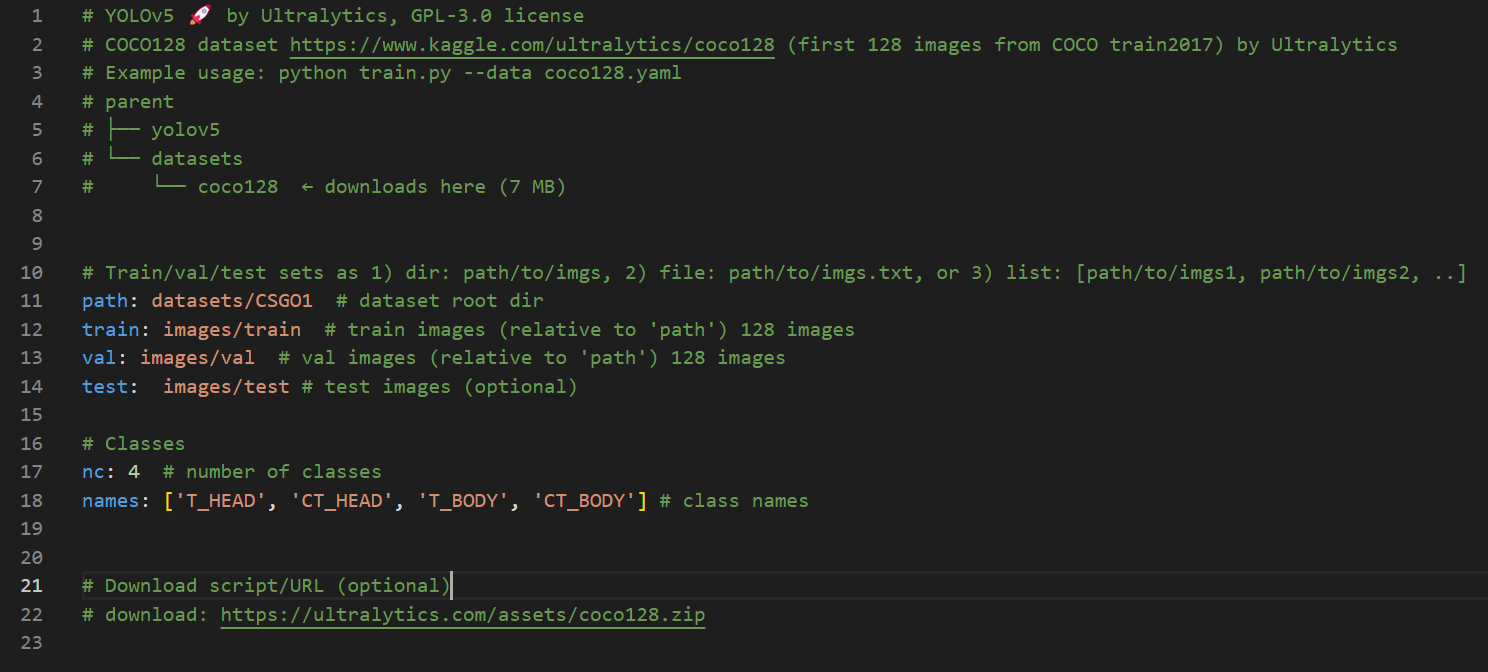 1 # YOLOv5 🚀 by Ultralytics, GPL-3.0 license
2 # COCO128 dataset https://www.kaggle.com/ultralytics/coco128 (first 128 images from COCO train2017) by Ultralytics
3 # Example usage: python train.py --data coco128.yaml
4 # parent
5 # ├── yolov5
6 # └── datasets
7 #     └── coco128  ← downloads here (7 MB)
8
9
10 # Train/val/test sets as 1) dir: path/to/imgs, 2) file: path/to/imgs.txt, or 3) list: [path/to/imgs1, path/to/imgs2, ..]
11 path: datasets/CSGO1  # dataset root dir
12 train: images/train  # train images (relative to 'path') 128 images
13 val: images/val  # val images (relative to 'path') 128 images
14 test:  images/test # test images (optional)
15
16 # Classes
17 nc: 4  # number of classes
18 names: ['T_HEAD', 'CT_HEAD', 'T_BODY', 'CT_BODY'] # class names
19
20
21 # Download script/URL (optional)
22 # download: https://ultralytics.com/assets/coco128.zip
23